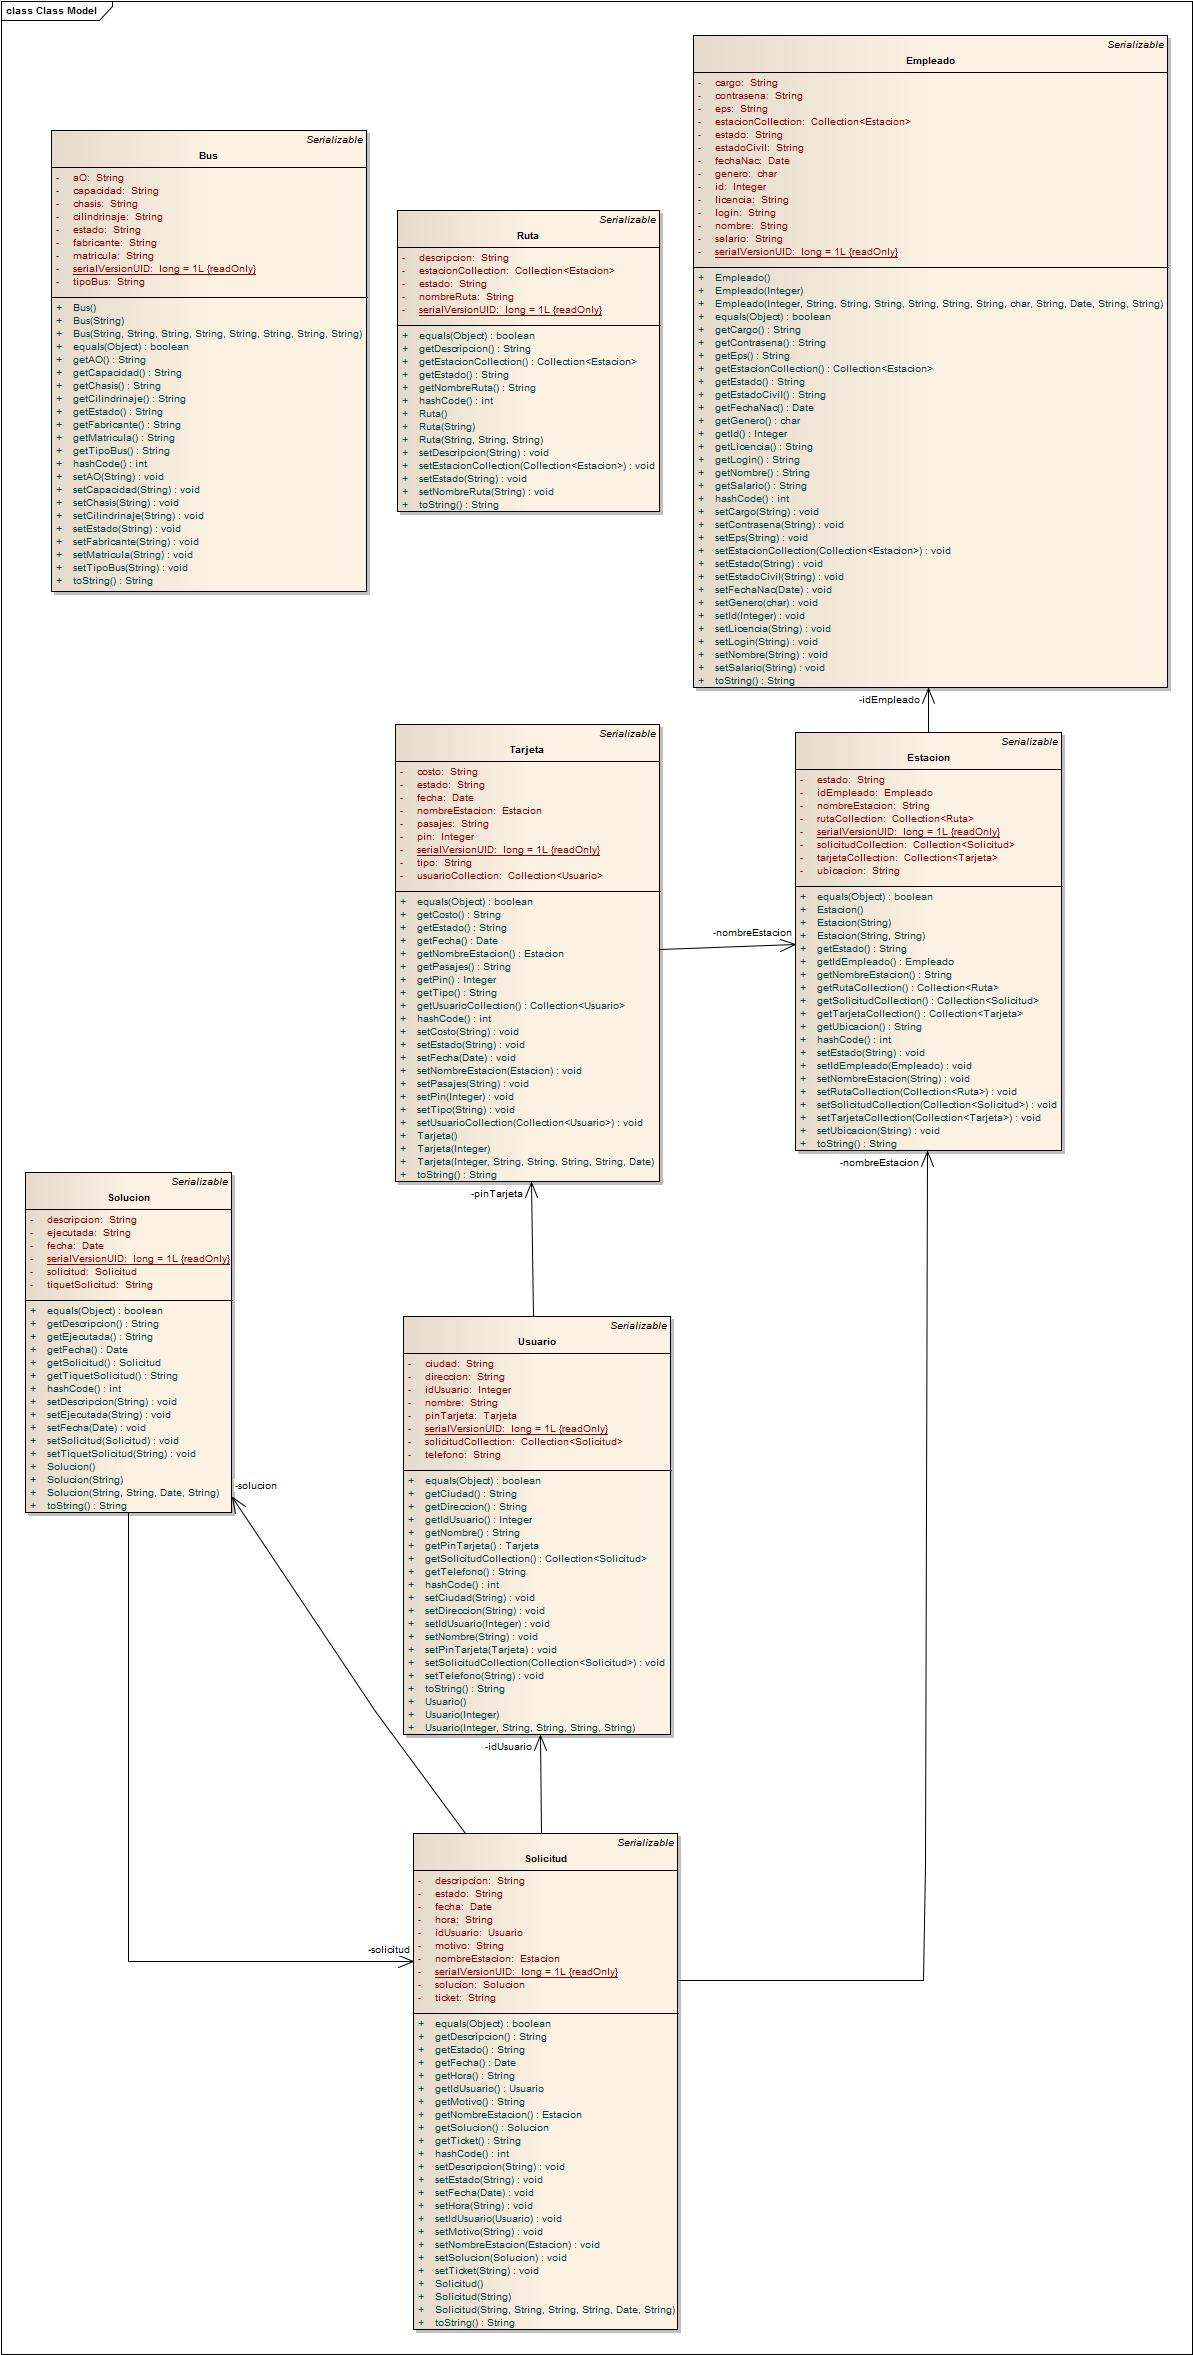 class Class Model
Serializable
Bus
- aO: String
- capacidad: String
- chasis: String
- cilindrinaje: String
- estado: String
- fabricante: String
- matricula: String
- serialVersionUID: long = 1L {readOnly}
- tipoBus: String
+ Bus()
+ Bus(String)
+ Bus(String, String, String, String, String, String, String, String)
+ equals(Object) : boolean
+ getAO() : String
+ getCapacidad() : String
+ getChasis() : String
+ getCilindrinaje() : String
+ getEstado() : String
+ getFabricante() : String
+ getMatricula() : String
+ getTipoBus() : String
+ hashCode() : int
+ setAO(String) : void
+ setCapacidad(String) : void
+ setChasis(String) : void
+ setCilindrinaje(String) : void
+ setEstado(String) : void
+ setFabricante(String) : void
+ setMatricula(String) : void
+ setTipoBus(String) : void
+ toString() : String
Serializable
Ruta
- descripcion: String
- estacionCollection: Collection<Estacion>
- estado: String
- nombreRuta: String
- serialVersionUID: long = 1L {readOnly}
+ equals(Object) : boolean
+ getDescripcion() : String
+ getEstacionCollection() : Collection<Estacion>
+ getEstado() : String
+ getNombreRuta() : String
+ hashCode() : int
+ Ruta()
+ Ruta(String)
+ Ruta(String, String, String)
+ setDescripcion(String) : void
+ setEstacionCollection(Collection<Estacion>) : void
+ setEstado(String) : void
+ setNombreRuta(String) : void
+ toString() : String
Serializable
Empleado
- cargo: String
- contrasena: String
- eps: String
- estacionCollection: Collection<Estacion>
- estado: String
- estadoCivil: String
- fechaNac: Date
- genero: char
- id: Integer
- licencia: String
- login: String
- nombre: String
- salario: String
- serialVersionUID: long = 1L {readOnly}
+ Empleado()
+ Empleado(Integer)
+ Empleado(Integer, String, String, String, String, String, String, char, String, Date, String, String)
+ equals(Object) : boolean
+ getCargo() : String
+ getContrasena() : String
+ getEps() : String
+ getEstacionCollection() : Collection<Estacion>
+ getEstado() : String
+ getEstadoCivil() : String
+ getFechaNac() : Date
+ getGenero() : char
+ getId() : Integer
+ getLicencia() : String
+ getLogin() : String
+ getNombre() : String
+ getSalario() : String
+ hashCode() : int
+ setCargo(String) : void
+ setContrasena(String) : void
+ setEps(String) : void
+ setEstacionCollection(Collection<Estacion>) : void
+ setEstado(String) : void
+ setEstadoCivil(String) : void
+ setFechaNac(Date) : void
+ setGenero(char) : void
+ setId(Integer) : void
+ setLicencia(String) : void
+ setLogin(String) : void
+ setNombre(String) : void
+ setSalario(String) : void
+ toString() : String
-idEmpleado
Serializable
Tarjeta
- costo: String
- estado: String
- fecha: Date
- nombreEstacion: Estacion
- pasajes: String
- pin: Integer
- serialVersionUID: long = 1L {readOnly}
- tipo: String
- usuarioCollection: Collection<Usuario>
+ equals(Object) : boolean
+ getCosto() : String
+ getEstado() : String
+ getFecha() : Date
+ getNombreEstacion() : Estacion
+ getPasajes() : String
+ getPin() : Integer
+ getTipo() : String
+ getUsuarioCollection() : Collection<Usuario>
+ hashCode() : int
+ setCosto(String) : void
+ setEstado(String) : void
+ setFecha(Date) : void
+ setNombreEstacion(Estacion) : void
+ setPasajes(String) : void
+ setPin(Integer) : void
+ setTipo(String) : void
+ setUsuarioCollection(Collection<Usuario>) : void
+ Tarjeta()
+ Tarjeta(Integer)
+ Tarjeta(Integer, String, String, String, String, Date)
+ toString() : String
-nombreEstacion
Serializable
Estacion
- estado: String
- idEmpleado: Empleado
- nombreEstacion: String
- rutaCollection: Collection<Ruta>
- serialVersionUID: long = 1L {readOnly}
- solicitudCollection: Collection<Solicitud>
- tarjetaCollection: Collection<Tarjeta>
- ubicacion: String
+ equals(Object) : boolean
+ Estacion()
+ Estacion(String)
+ Estacion(String, String)
+ getEstado() : String
+ getIdEmpleado() : Empleado
+ getNombreEstacion() : String
+ getRutaCollection() : Collection<Ruta>
+ getSolicitudCollection() : Collection<Solicitud>
+ getTarjetaCollection() : Collection<Tarjeta>
+ getUbicacion() : String
+ hashCode() : int
+ setEstado(String) : void
+ setIdEmpleado(Empleado) : void
+ setNombreEstacion(String) : void
+ setRutaCollection(Collection<Ruta>) : void
+ setSolicitudCollection(Collection<Solicitud>) : void
+ setTarjetaCollection(Collection<Tarjeta>) : void
+ setUbicacion(String) : void
+ toString() : String
-nombreEstacion
-pinTarjeta
Serializable
Solucion
- descripcion: String
- ejecutada: String
- fecha: Date
- serialVersionUID: long = 1L {readOnly}
- solicitud: Solicitud
- tiquetSolicitud: String
+ equals(Object) : boolean
+ getDescripcion() : String
+ getEjecutada() : String
+ getFecha() : Date
+ getSolicitud() : Solicitud
+ getTiquetSolicitud() : String
+ hashCode() : int
+ setDescripcion(String) : void
+ setEjecutada(String) : void
+ setFecha(Date) : void
+ setSolicitud(Solicitud) : void
+ setTiquetSolicitud(String) : void
+ Solucion()
+ Solucion(String)
+ Solucion(String, String, Date, String)
+ toString() : String
-solucion
Serializable
Usuario
- ciudad: String
- direccion: String
- idUsuario: Integer
- nombre: String
- pinTarjeta: Tarjeta
- serialVersionUID: long = 1L {readOnly}
- solicitudCollection: Collection<Solicitud>
- telefono: String
+ equals(Object) : boolean
+ getCiudad() : String
+ getDireccion() : String
+ getIdUsuario() : Integer
+ getNombre() : String
+ getPinTarjeta() : Tarjeta
+ getSolicitudCollection() : Collection<Solicitud>
+ getTelefono() : String
+ hashCode() : int
+ setCiudad(String) : void
+ setDireccion(String) : void
+ setIdUsuario(Integer) : void
+ setNombre(String) : void
+ setPinTarjeta(Tarjeta) : void
+ setSolicitudCollection(Collection<Solicitud>) : void
+ setTelefono(String) : void
+ toString() : String
+ Usuario()
+ Usuario(Integer)
+ Usuario(Integer, String, String, String, String)
-idUsuario
-solicitud
Serializable
Solicitud
- descripcion: String
- estado: String
- fecha: Date
- hora: String
- idUsuario: Usuario
- motivo: String
- nombreEstacion: Estacion
- serialVersionUID: long = 1L {readOnly}
- solucion: Solucion
- ticket: String
+ equals(Object) : boolean
+ getDescripcion() : String
+ getEstado() : String
+ getFecha() : Date
+ getHora() : String
+ getIdUsuario() : Usuario
+ getMotivo() : String
+ getNombreEstacion() : Estacion
+ getSolucion() : Solucion
+ getTicket() : String
+ hashCode() : int
+ setDescripcion(String) : void
+ setEstado(String) : void
+ setFecha(Date) : void
+ setHora(String) : void
+ setIdUsuario(Usuario) : void
+ setMotivo(String) : void
+ setNombreEstacion(Estacion) : void
+ setSolucion(Solucion) : void
+ setTicket(String) : void
+ Solicitud()
+ Solicitud(String)
+ Solicitud(String, String, String, String, Date, String)
+ toString() : String